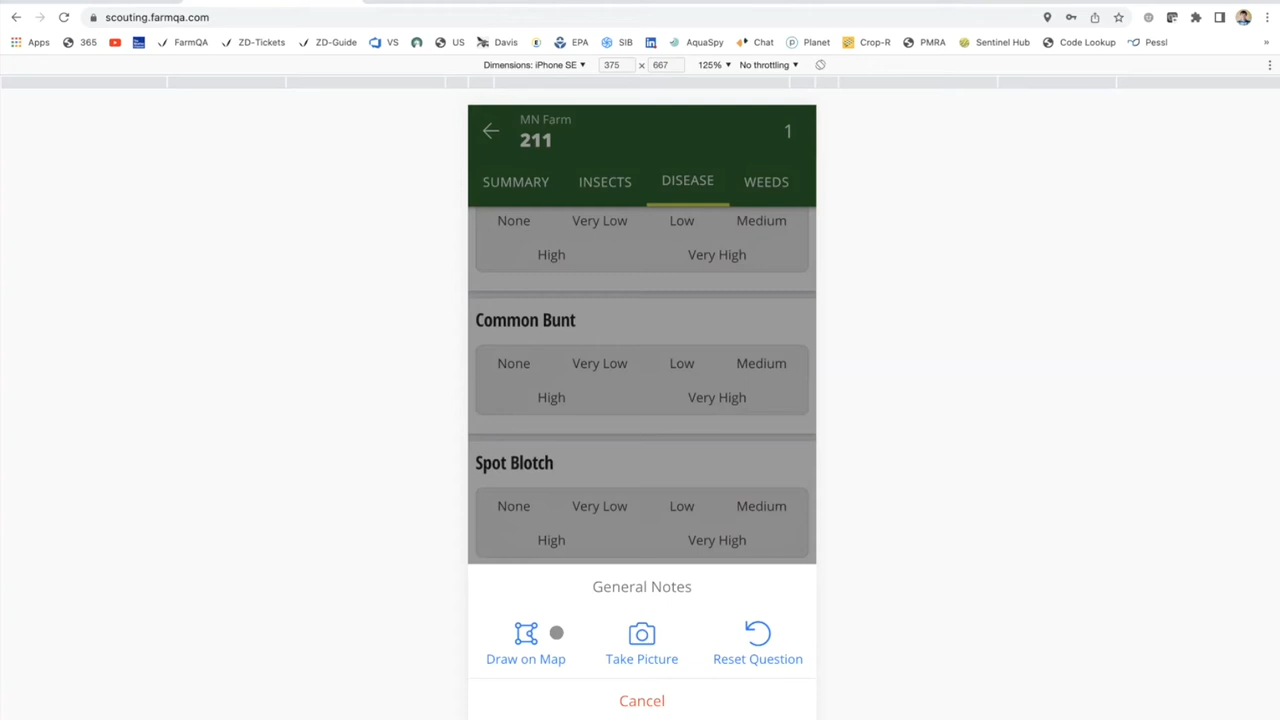 scouting.farmqa.com
Apps 365 FarmQA ZD-Tickets ZD-Guide VS US Davis EPA SIB AquaSpy Chat Planet Crop-R PMRA Sentinel Hub Code Lookup Pessl »
Dimensions: iPhone SE ▼ 375 × 667 125% ▼ No throttling ▼
MN Farm
211 1
SUMMARY INSECTS DISEASE WEEDS
None Very Low Low Medium
High Very High
Common Bunt
None Very Low Low Medium
High Very High
Spot Blotch
None Very Low Low Medium
High Very High
General Notes
Draw on Map Take Picture Reset Question
Cancel